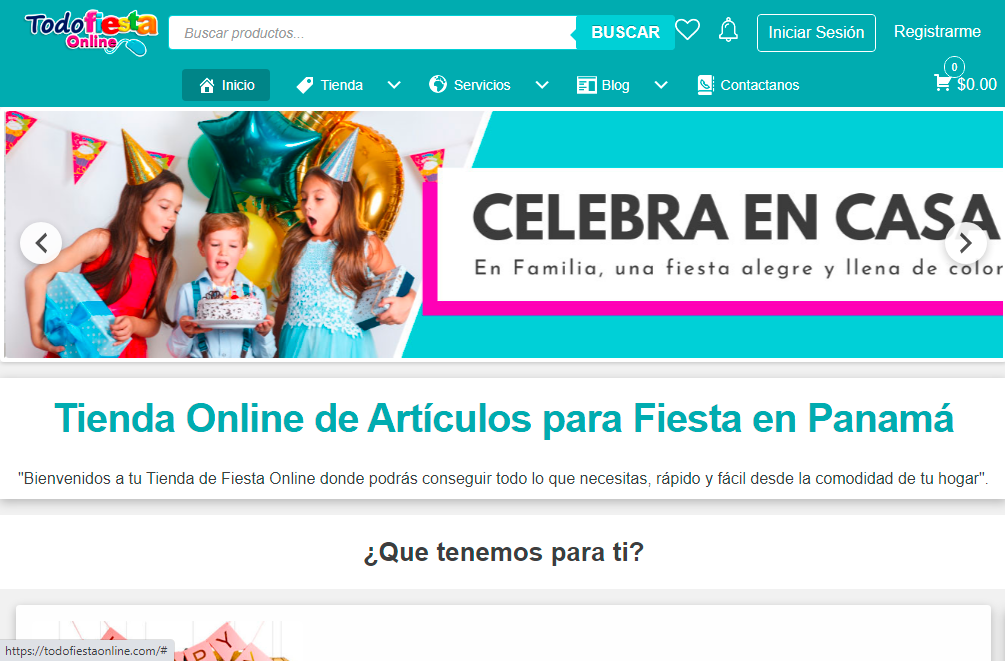 Todofiesta
Online
Buscar productos...
BUSCAR
Iniciar Sesión
Registrarme
Inicio
Tienda
Servicios
Blog
Contactanos
0
$0.00
CELEBRA EN CASA
En Familia, una fiesta alegre y llena de color
Tienda Online de Artículos para Fiesta en Panamá
"Bienvenidos a tu Tienda de Fiesta Online donde podrás conseguir todo lo que necesitas, rápido y fácil desde la comodidad de tu hogar".
¿Que tenemos para ti?
https://todofiestaonline.com/#